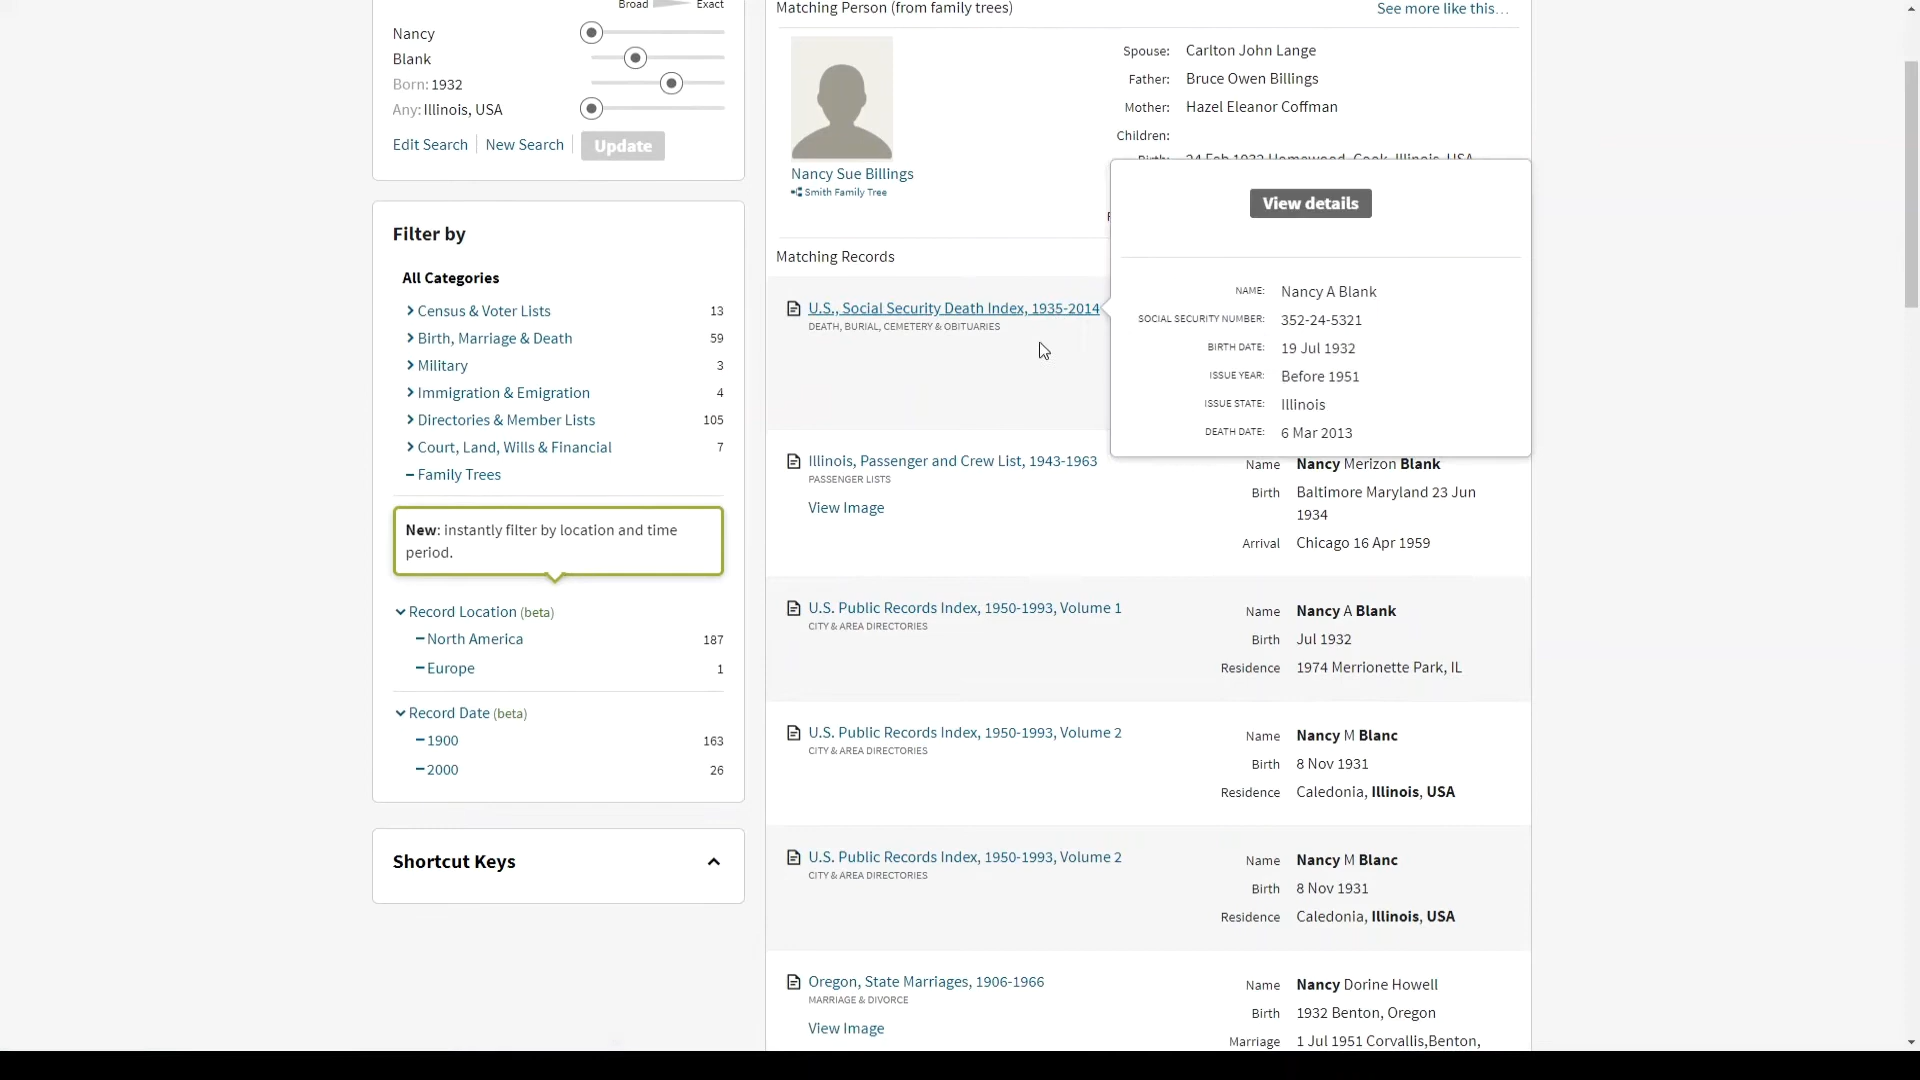 Broad Exact
Nancy
Blank
Born: 1932
Any: Illinois, USA
Edit Search New Search Update
Filter by
All Categories
Census & Voter Lists 13
Birth, Marriage & Death 59
Military 3
Immigration & Emigration 4
Directories & Member Lists 105
Court, Land, Wills & Financial 7
Family Trees
New: instantly filter by location and time
period.
Record Location (beta)
North America 187
Europe 1
Record Date (beta)
1900 163
2000 26
Shortcut Keys
Matching Person (from family trees) See more like this…
Nancy Sue Billings
Smith Family Tree
Spouse: Carlton John Lange
Father: Bruce Owen Billings
Mother: Hazel Eleanor Coffman
Children:
Birth: 24 Feb 1932 Homewood, Cook, Illinois, USA
View details
NAME: Nancy A Blank
SOCIAL SECURITY NUMBER: 352-24-5321
BIRTH DATE: 19 Jul 1932
ISSUE YEAR: Before 1951
ISSUE STATE: Illinois
DEATH DATE: 6 Mar 2013
Matching Records
U.S., Social Security Death Index, 1935-2014
DEATH, BURIAL, CEMETERY & OBITUARIES
Illinois, Passenger and Crew List, 1943-1963
PASSENGER LISTS
View Image
Name Nancy Merizon Blank
Birth Baltimore Maryland 23 Jun
1934
Arrival Chicago 16 Apr 1959
U.S. Public Records Index, 1950-1993, Volume 1
CITY & AREA DIRECTORIES
Name Nancy A Blank
Birth Jul 1932
Residence 1974 Merrionette Park, IL
U.S. Public Records Index, 1950-1993, Volume 2
CITY & AREA DIRECTORIES
Name Nancy M Blanc
Birth 8 Nov 1931
Residence Caledonia, Illinois, USA
U.S. Public Records Index, 1950-1993, Volume 2
CITY & AREA DIRECTORIES
Name Nancy M Blanc
Birth 8 Nov 1931
Residence Caledonia, Illinois, USA
Oregon, State Marriages, 1906-1966
MARRIAGE & DIVORCE
View Image
Name Nancy Dorine Howell
Birth 1932 Benton, Oregon
Marriage 1 Jul 1951 Corvallis,Benton,